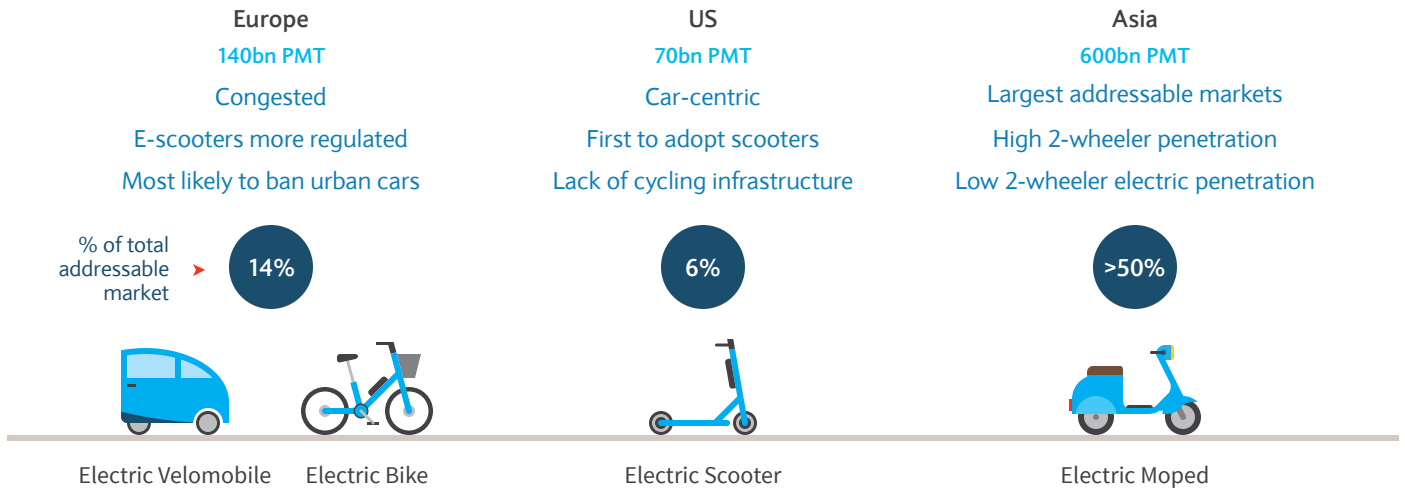 Europe
140bn PMT
Congested
E-scooters more regulated
Most likely to ban urban cars
US
70bn PMT
Car-centric
First to adopt scooters
Lack of cycling infrastructure
Asia
600bn PMT
Largest addressable markets
High 2-wheeler penetration
Low 2-wheeler electric penetration
% of total
addressable
market
14%
6%
>50%
Electric Velomobile
Electric Bike
Electric Scooter
Electric Moped